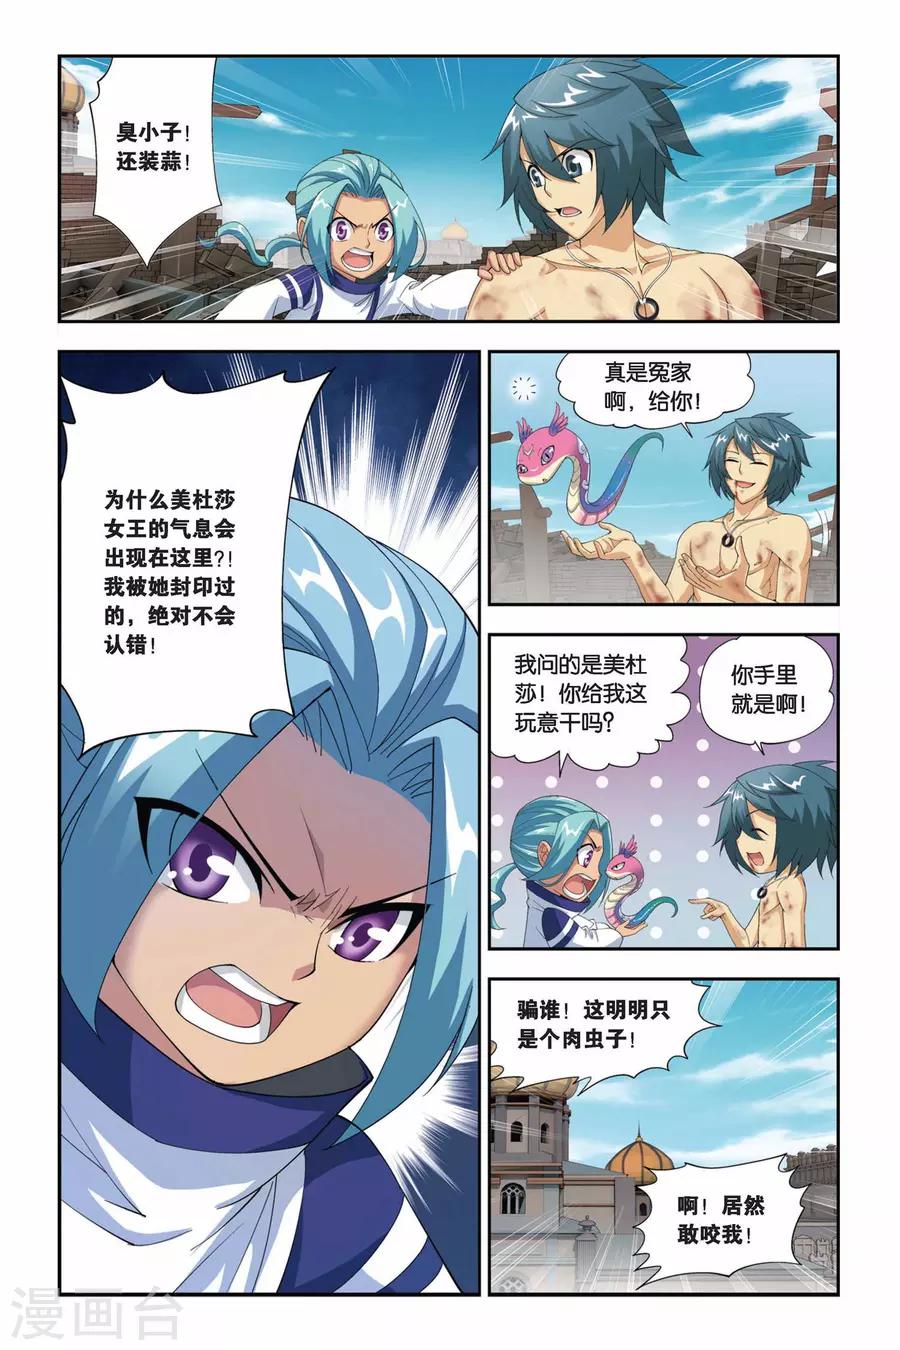 臭小子！
还装蒜！
为什么美杜莎
女王的气息会
出现在这里?!
我被她封印过
的，绝对不会
认错！
真是冤家
啊，给你！
我问的是美杜
莎！你给我这
玩意干吗？
你手里
就是啊！
骗谁！这明明只
是个肉虫子！
啊！居然
敢咬我！
漫画台